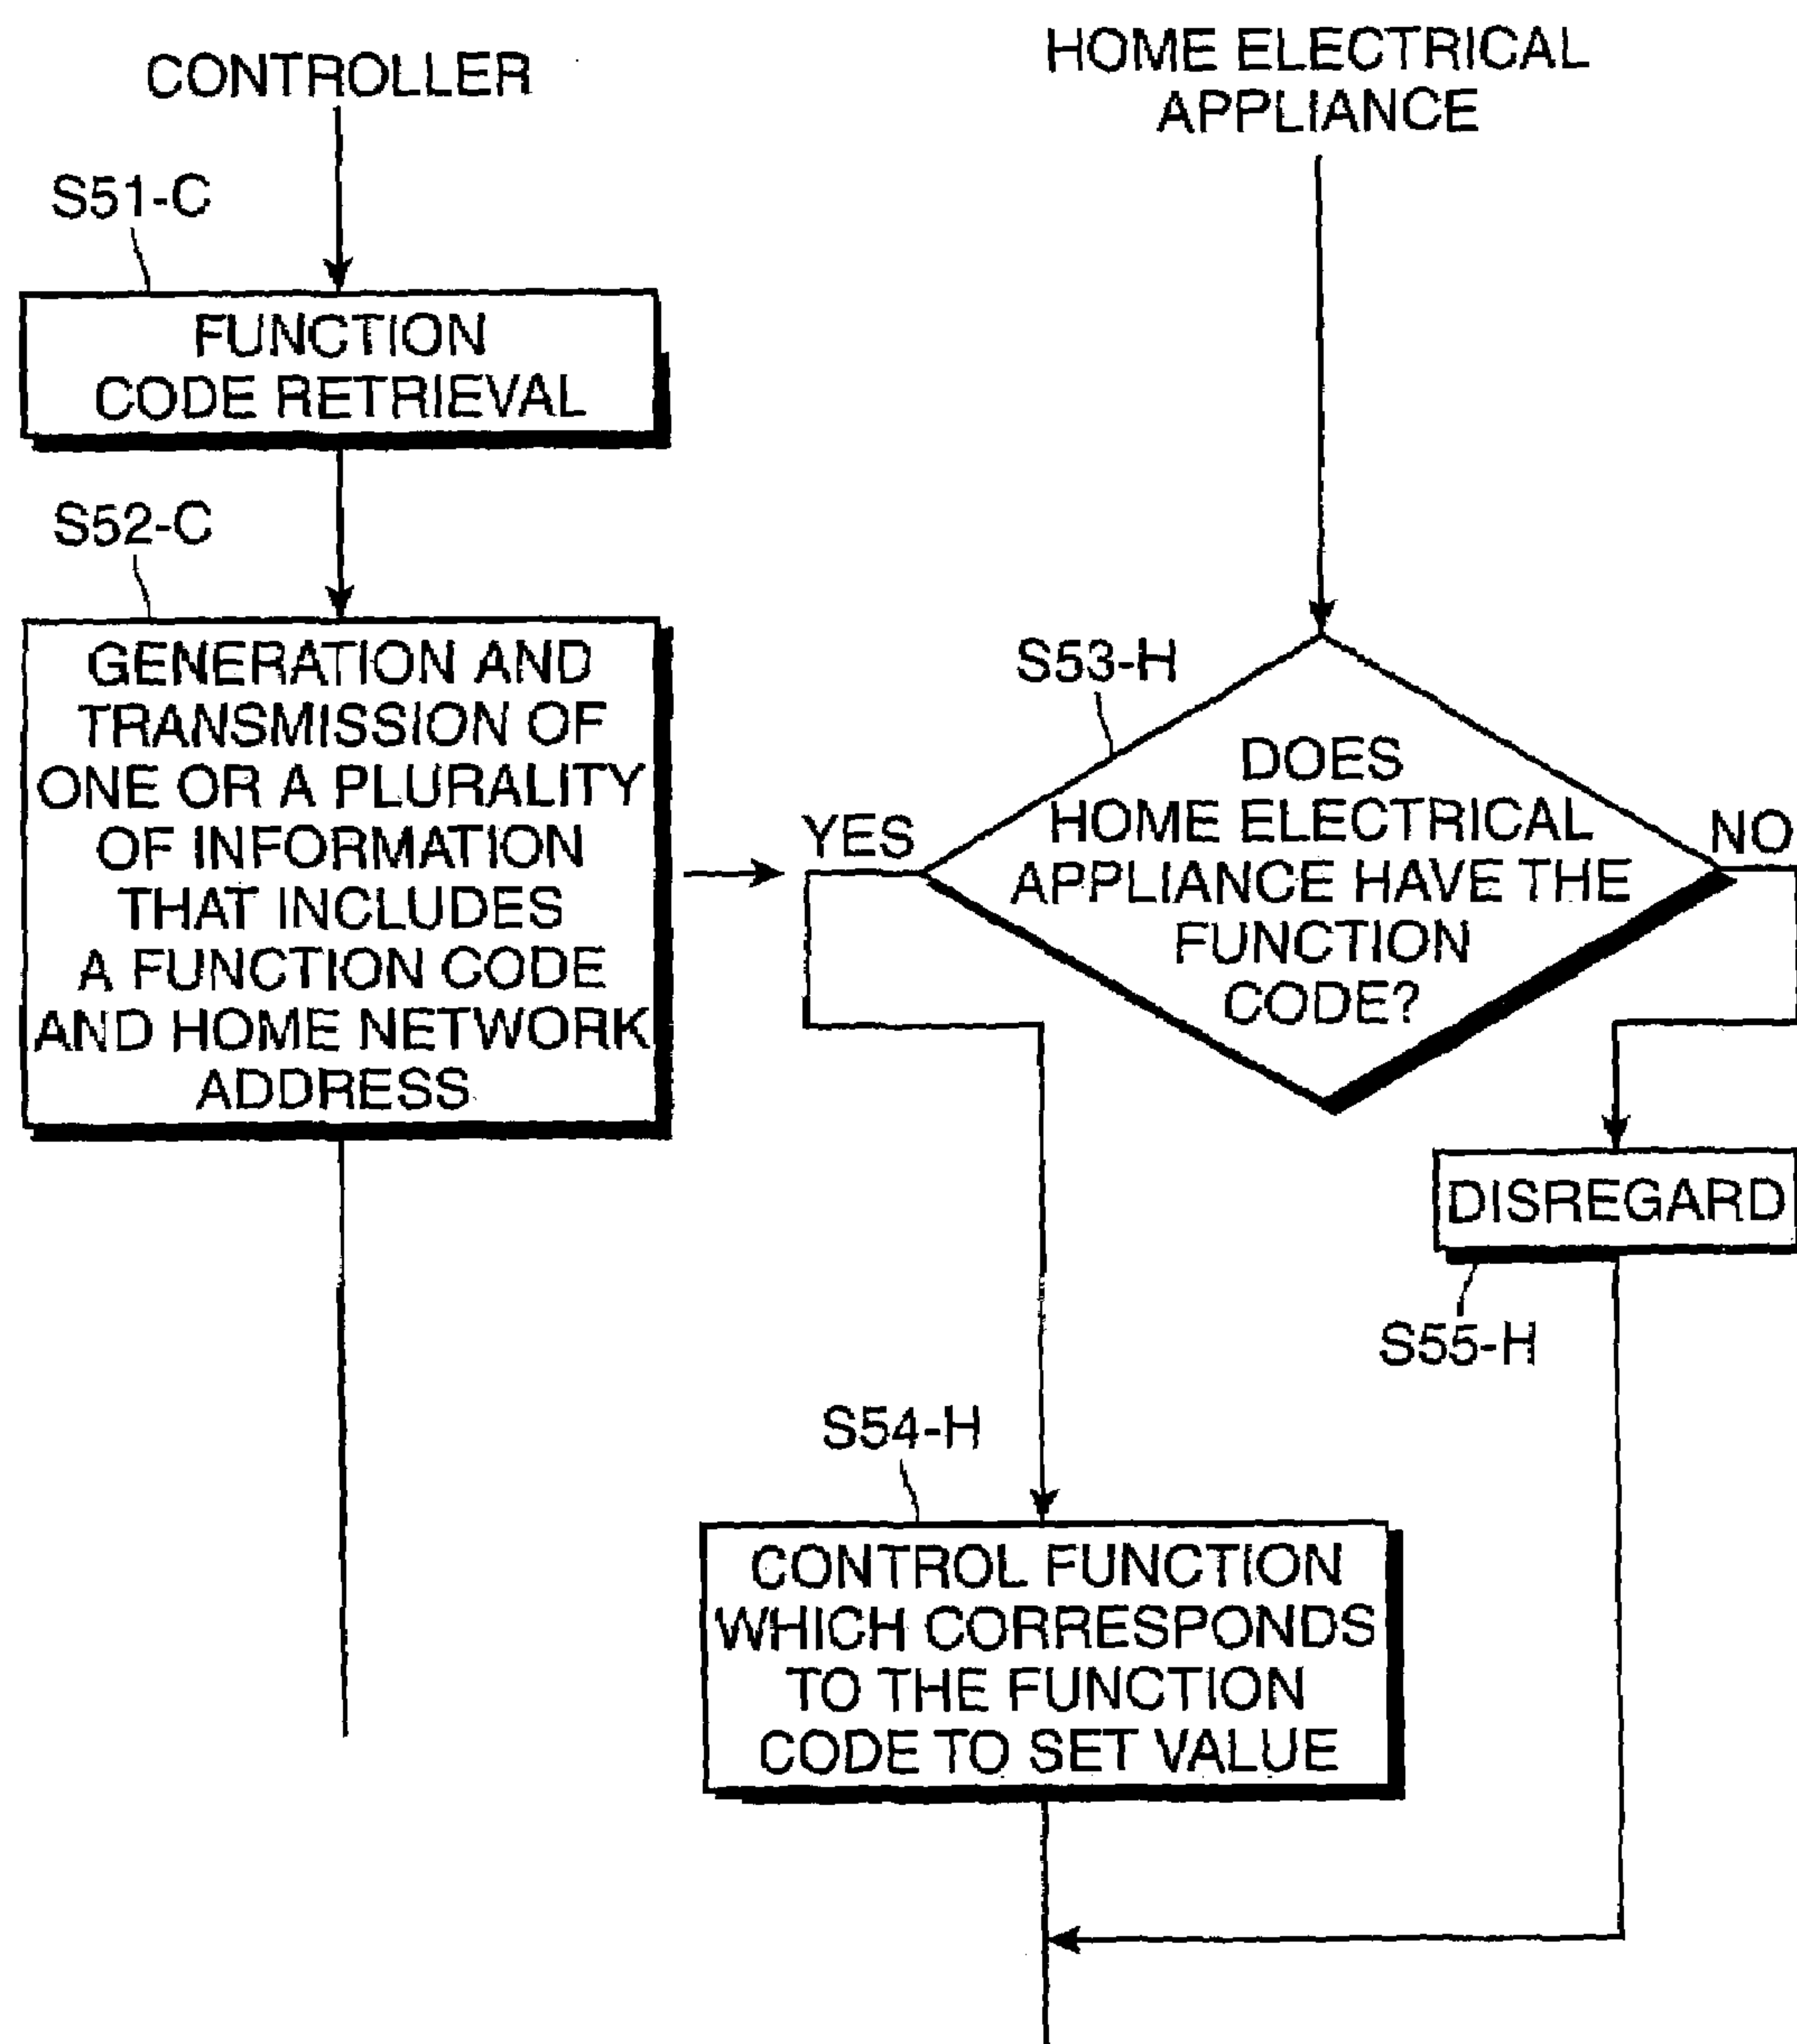 CONTROLLER
S51-C
FUNCTION
CODE RETRIEVAL
S52-C
GENERATION AND
TRANSMISSION OF
ONE OR A PLURALITY
OF INFORMATION
THAT INCLUDES
A FUNCTION CODE
AND HOME NETWORK
ADDRESS
HOME ELECTRICAL
APPLIANCE
S53-H
DOES
HOME ELECTRICAL
APPLIANCE HAVE THE
FUNCTION
CODE?
YES
NO
DISREGARD
S55-H
S54-H
CONTROL FUNCTION
WHICH CORRESPONDS
TO THE FUNCTION
CODE TO SET VALUE